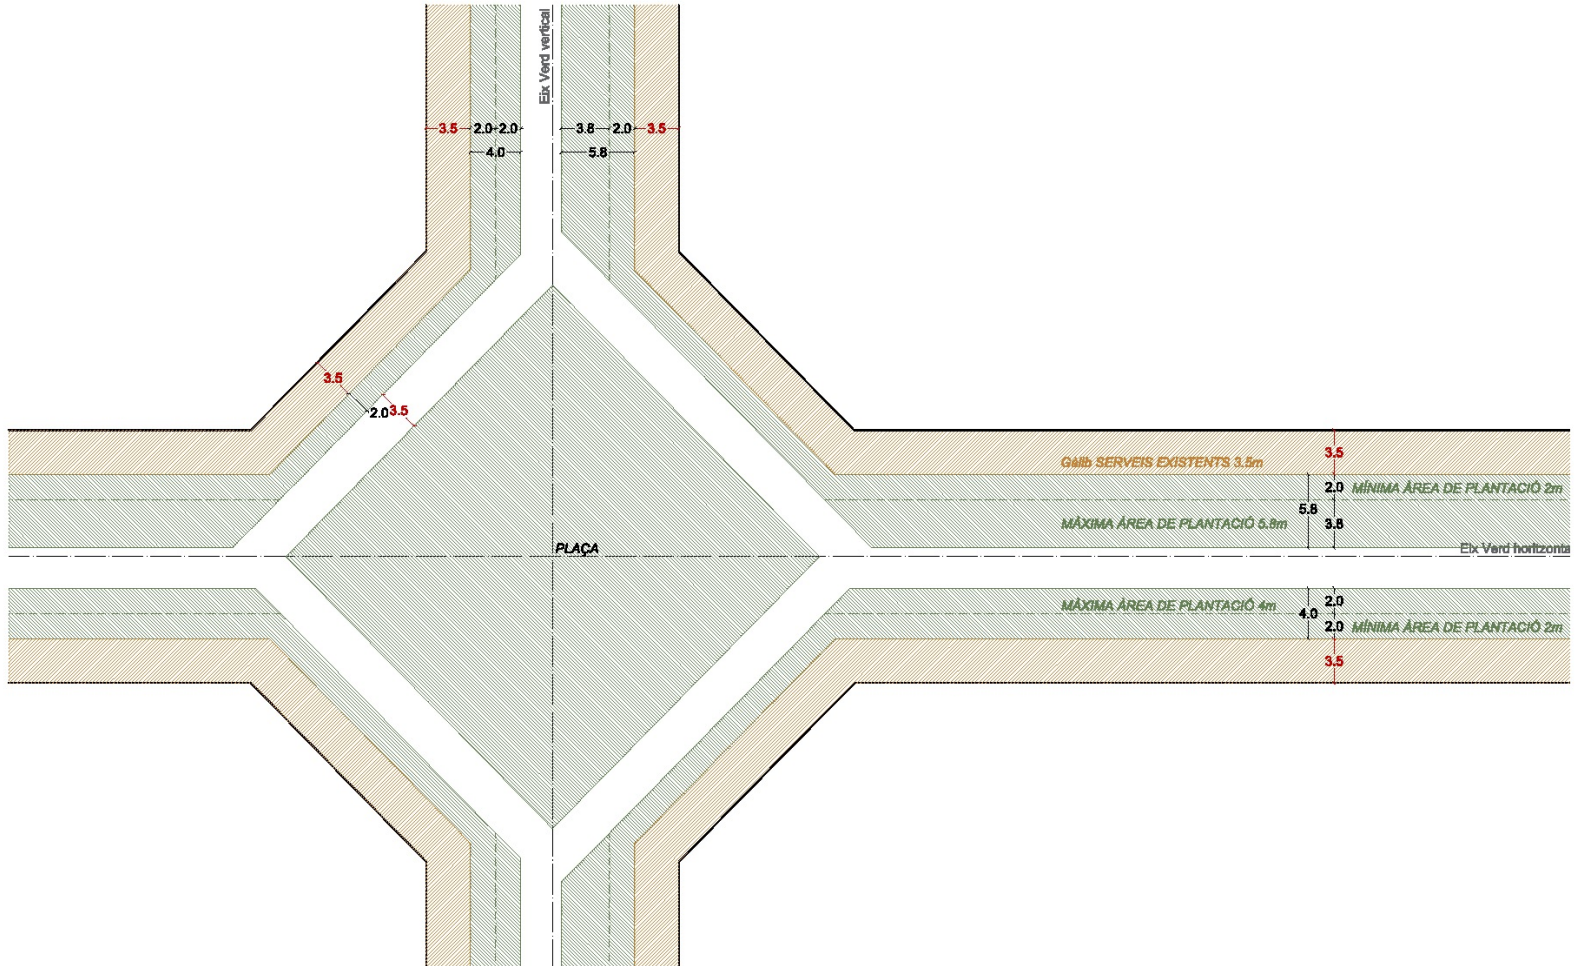 Eix Verd vertical
3.5 2.0 2.0 3.8 2.0 3.5
4.0 5.8
3.5
2.0 3.5
3.5
Gàlib SERVEIS EXISTENTS 3.5m
2.0 MÍNIMA ÀREA DE PLANTACIÓ 2m
5.8
MÀXIMA ÀREA DE PLANTACIÓ 5.8m 3.8
PLAÇA
Eix Verd horitzonta
MÀXIMA ÀREA DE PLANTACIÓ 4m 2.0
4.0
2.0 MÍNIMA ÀREA DE PLANTACIÓ 2m
3.5